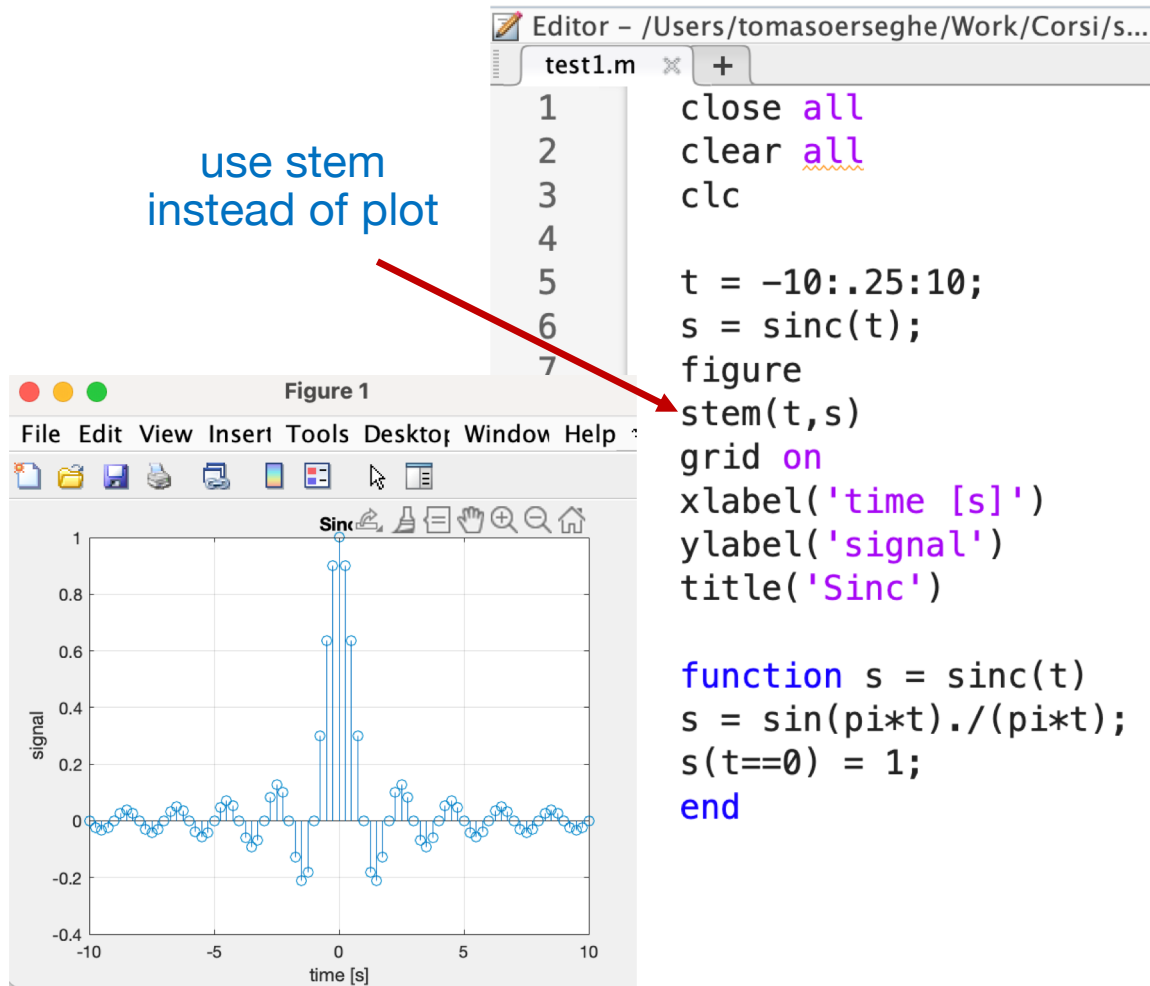 Editor – /Users/tomasoerseghe/Work/Corsi/s...
test1.m
+
use stem
instead of plot
1 close all
2 clear all
3 clc
4
5 t = -10:.25:10;
6 s = sinc(t);
7 figure
stem(t,s)
grid on
xlabel('time [s]')
ylabel('signal')
title('Sinc')
function s = sinc(t)
s = sin(pi*t)./(pi*t);
s(t==0) = 1;
end
Figure 1
File Edit View Insert Tools Desktop Window Help
Sinc
1
0.8
0.6
0.4
0.2
0
-0.2
-0.4
signal
-10 -5 0 5 10
time [s]